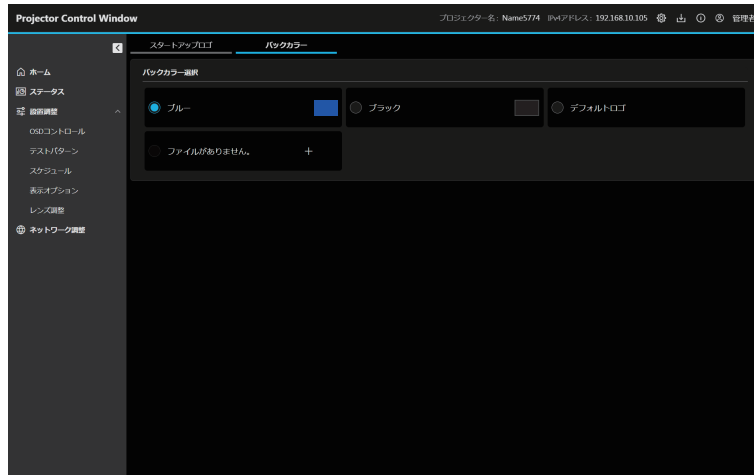 Projector Control Window
プロジェクター名: Name5774 IPv4アドレス: 192.168.10.105 管理者
スタートアップロゴ バックカラー
ホーム
ステータス
設置調整
OSDコントロール
テストパターン
スケジュール
表示オプション
レンズ調整
ネットワーク調整
バックカラー選択
ブルー
ブラック
デフォルトロゴ
ファイルがありません。 +